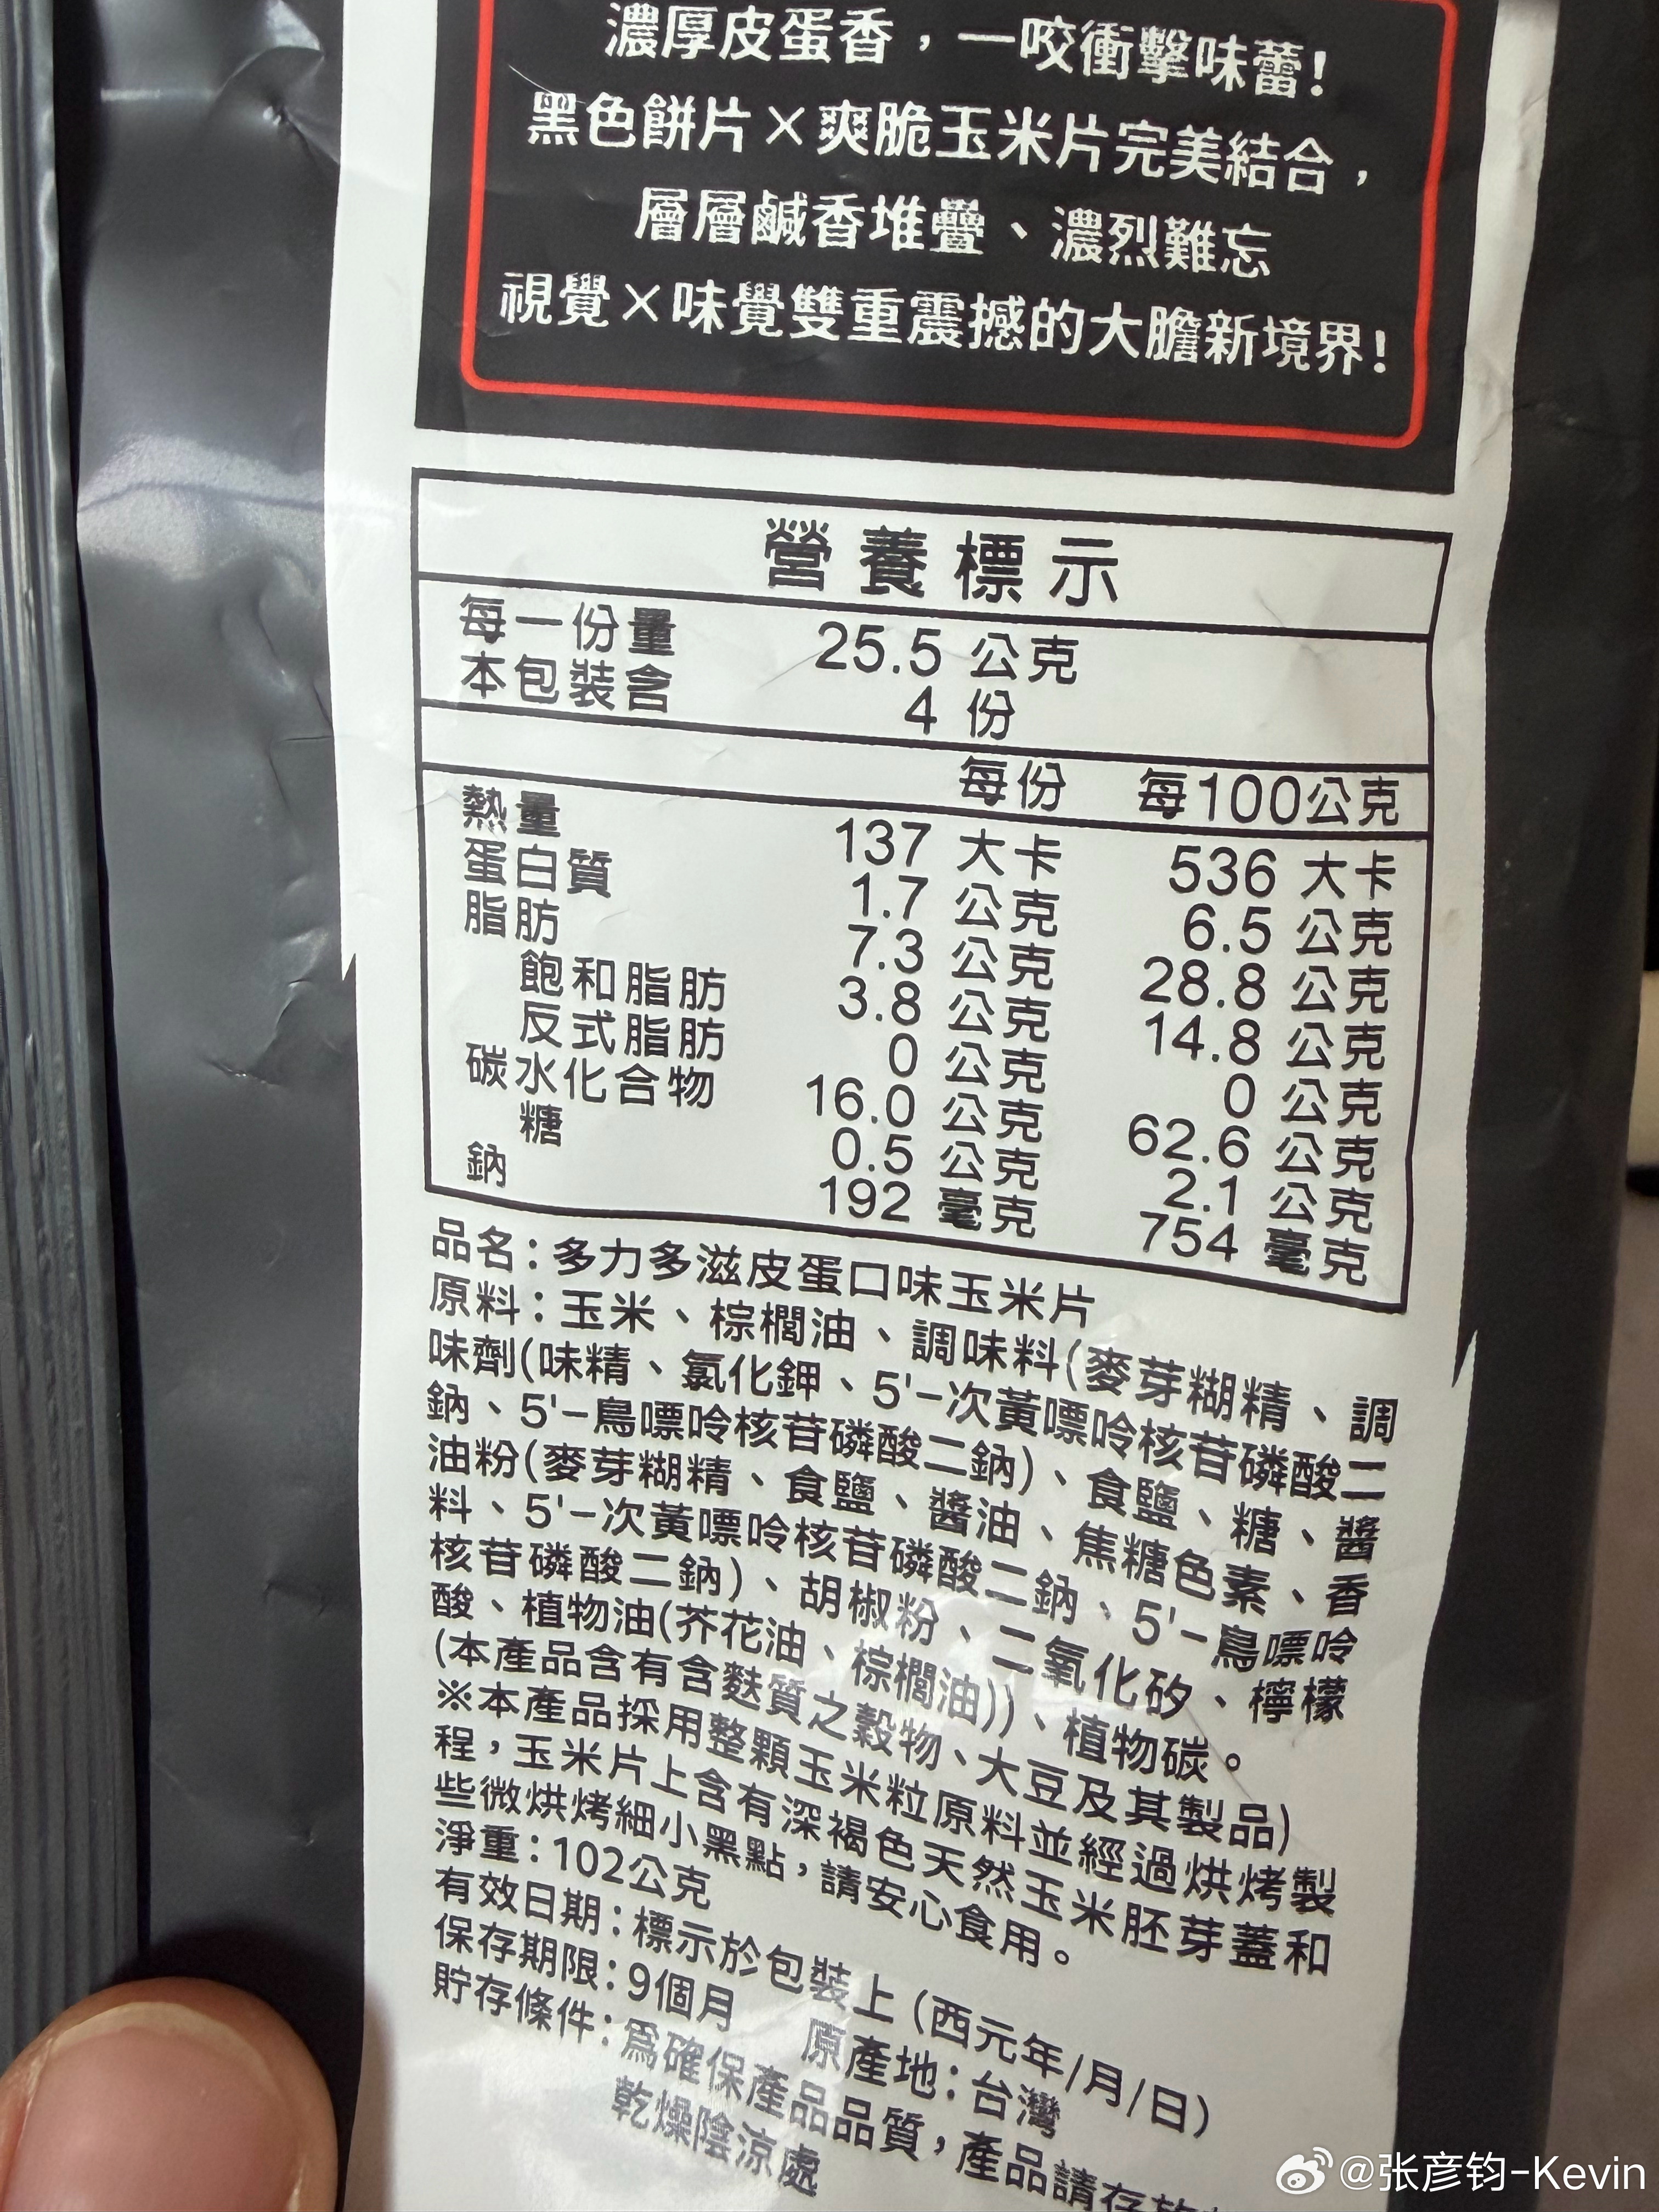 濃厚皮蛋香，一咬衝擊味蕾!
黑色餅片×爽脆玉米片完美結合，
層層鹹香堆疊、濃烈難忘
視覺×味覺雙重震撼的大膽新境界!
營養標示
每一份量 25.5 公克
本包裝含 4 份
每份 每100公克
熱量 137 大卡 536 大卡
蛋白質 1.7 公克 6.5 公克
脂肪 7.3 公克 28.8 公克
飽和脂肪 3.8 公克 14.8 公克
反式脂肪 0 公克 0 公克
碳水化合物 16.0 公克 62.6 公克
糖 0.5 公克 2.1 公克
鈉 192 毫克 754 毫克
品名：多力多滋皮蛋口味玉米片
原料：玉米、棕櫚油、調味料(麥芽糊精、調
味劑(味精、氯化鉀、5'-次黃嘌呤核苷磷酸二
鈉、5'-鳥嘌呤核苷磷酸二鈉)、食鹽、糖、醬
油粉(麥芽糊精、食鹽、醬油、焦糖色素、香
料、5'-次黃嘌呤核苷磷酸二鈉、5'-鳥嘌呤
核苷磷酸二鈉)、胡椒粉、二氧化矽、檸檬
酸、植物油(芥花油、棕櫚油))、植物碳。
(本產品含有含麩質之穀物、大豆及其製品)
※本產品採用整顆玉米粒原料並經過烘烤製
程，玉米片上含有深褐色天然玉米胚芽蓋和
些微烘烤細小黑點，請安心食用。
淨重：102公克
有效日期：標示於包裝上 (西元年/月/日)
保存期限：9個月 原產地：台灣
貯存條件：為確保產品品質，產品請存放
乾燥陰涼處
@张彦钧-Kevin